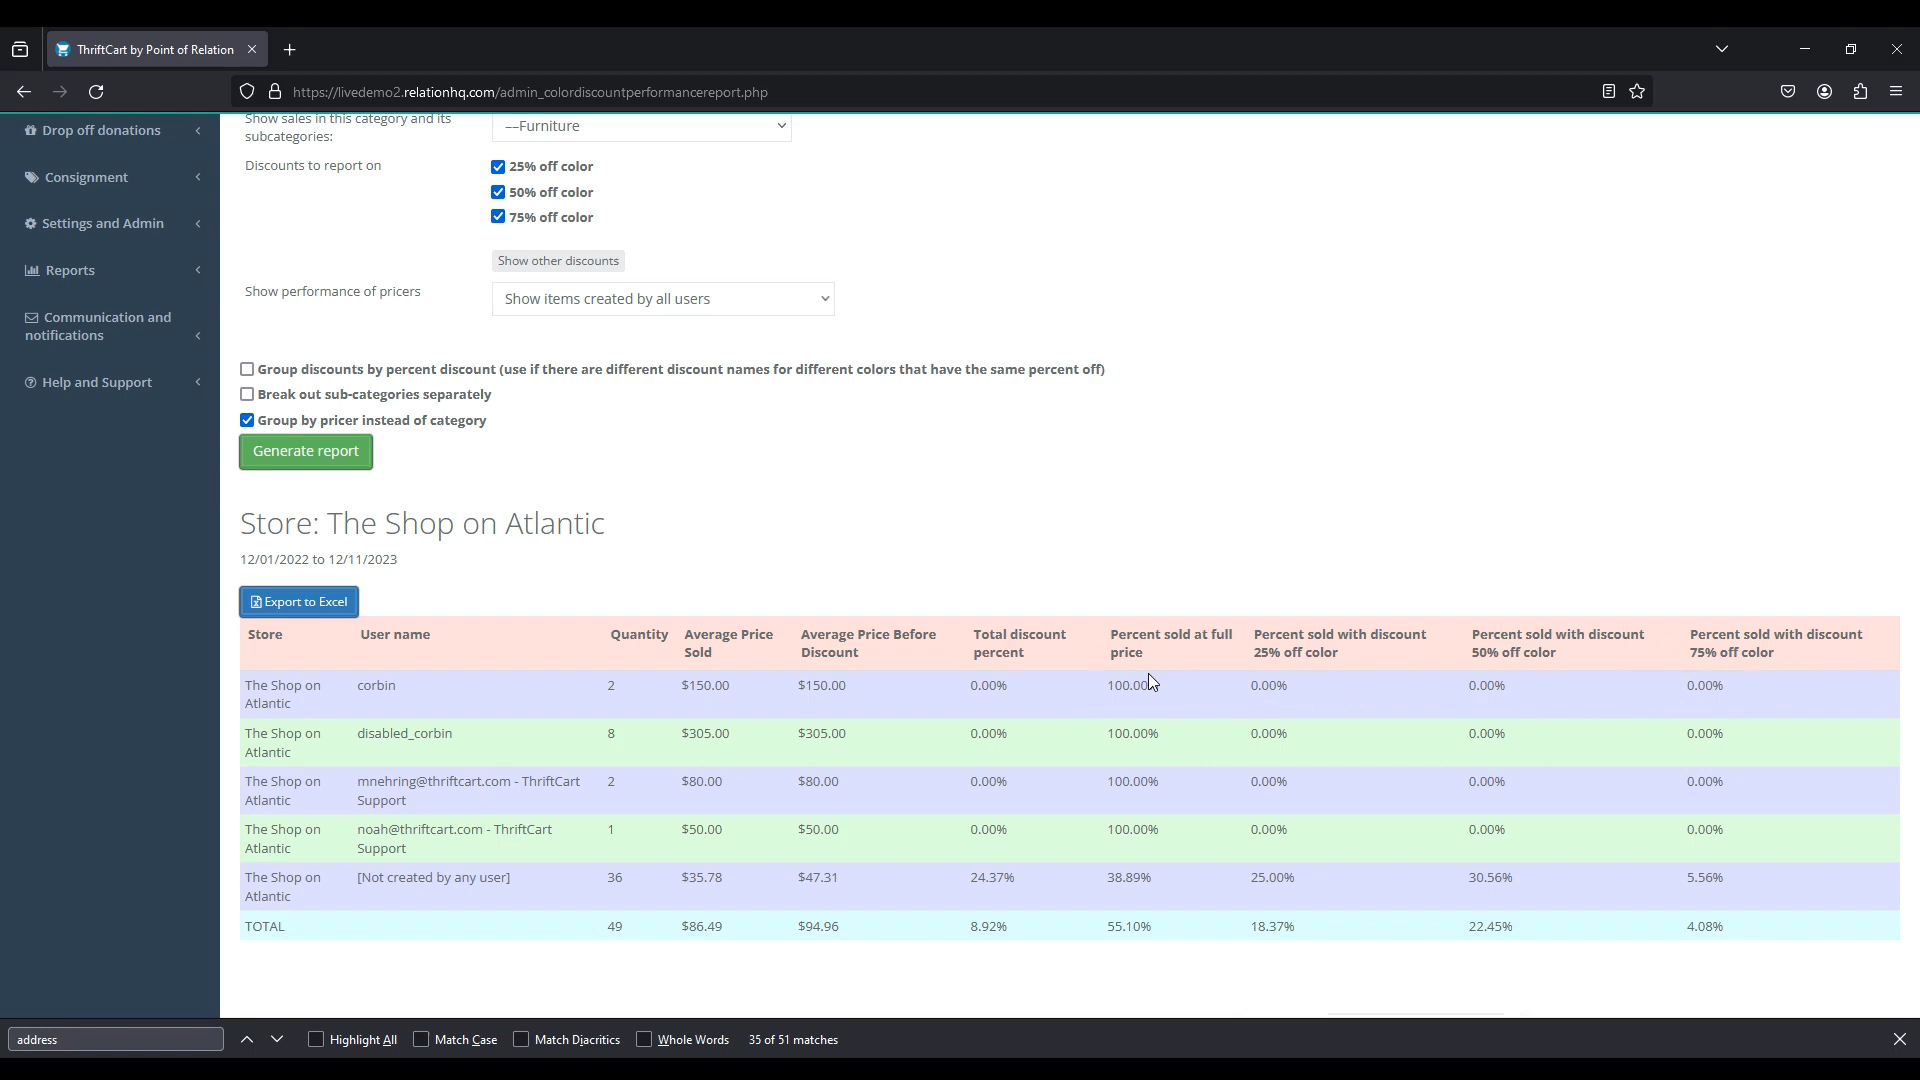 ThriftCart by Point of Relation
https://livedemo2.relationhq.com/admin_colordiscountperformancereport.php
Drop off donations
Consignment
Settings and Admin
Reports
Communication and
notifications
Help and Support
Show sales in this category and its
subcategories:
—Furniture
Discounts to report on
25% off color
50% off color
75% off color
Show other discounts
Show performance of pricers
Show items created by all users
Group discounts by percent discount (use if there are different discount names for different colors that have the same percent off)
Break out sub-categories separately
Group by pricer instead of category
Generate report
Store: The Shop on Atlantic
12/01/2022 to 12/11/2023
Export to Excel
Store User name Quantity Average Price Sold Average Price Before Discount Total discount percent Percent sold at full price Percent sold with discount 25% off color Percent sold with discount 50% off color Percent sold with discount 75% off color
The Shop on Atlantic corbin 2 $150.00 $150.00 0.00% 100.00 0.00% 0.00% 0.00%
The Shop on Atlantic disabled_corbin 8 $305.00 $305.00 0.00% 100.00% 0.00% 0.00% 0.00%
The Shop on Atlantic mnehring@thriftcart.com - ThriftCart Support 2 $80.00 $80.00 0.00% 100.00% 0.00% 0.00% 0.00%
The Shop on Atlantic noah@thriftcart.com - ThriftCart Support 1 $50.00 $50.00 0.00% 100.00% 0.00% 0.00% 0.00%
The Shop on Atlantic [Not created by any user] 36 $35.78 $47.31 24.37% 38.89% 25.00% 30.56% 5.56%
TOTAL 49 $86.49 $94.96 8.92% 55.10% 18.37% 22.45% 4.08%
address Highlight All Match Case Match Diacritics Whole Words 35 of 51 matches